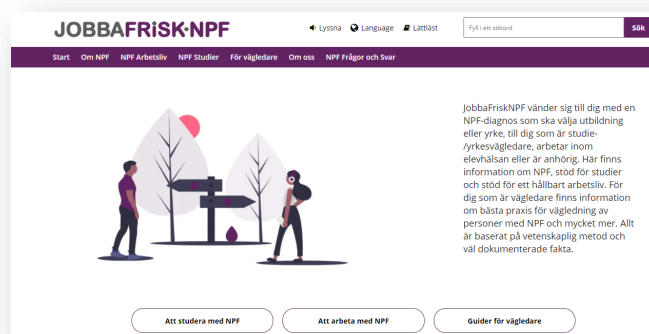 JOBBAFRiSK·NPF
Lyssna Language Lättläst
Fyll i ett sökord Sök
Start Om NPF NPF Arbetsliv NPF Studier För vägledare Om oss NPF Frågor och Svar
JobbaFriskNPF vänder sig till dig med en
NPF-diagnos som ska välja utbildning
eller yrke, till dig som är studie-
/yrkesvägledare, arbetar inom
elevhälsan eller är anhörig. Här finns
information om NPF, stöd för studier
och stöd för ett hållbart arbetsliv. För
dig som är vägledare finns information
om bästa praxis för vägledning av
personer med NPF och mycket mer. Allt
är baserat på vetenskaplig metod och
väl dokumenterade fakta.
Att studera med NPF Att arbeta med NPF Guider för vägledare